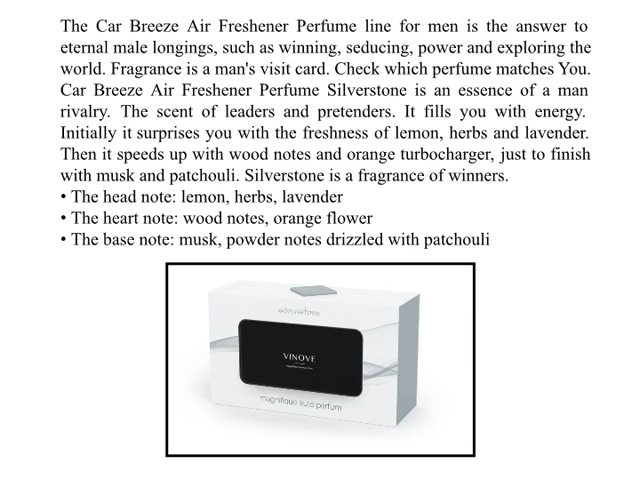 The Car Breeze Air Freshener Perfume line for men is the answer to
eternal male longings, such as winning, seducing, power and exploring the
world. Fragrance is a man's visit card. Check which perfume matches You.
Car Breeze Air Freshener Perfume Silverstone is an essence of a man
rivalry. The scent of leaders and pretenders. It fills you with energy.
Initially it surprises you with the freshness of lemon, herbs and lavender.
Then it speeds up with wood notes and orange turbocharger, just to finish
with musk and patchouli. Silverstone is a fragrance of winners.
• The head note: lemon, herbs, lavender
• The heart note: wood notes, orange flower
• The base note: musk, powder notes drizzled with patchouli
VINOVE
magnifique auto parfum